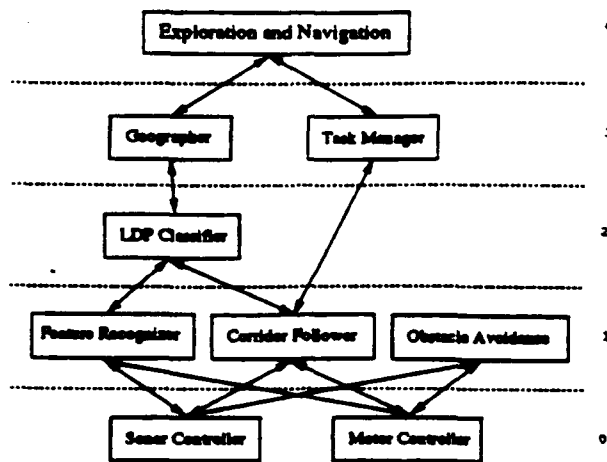 Exploration and Navigation
4
Geographer
Task Manager
3
LDP Classifier
2
Feature Recognizer
Corridor Follower
Obstacle Avoidance
1
Sonar Controller
Motor Controller
0